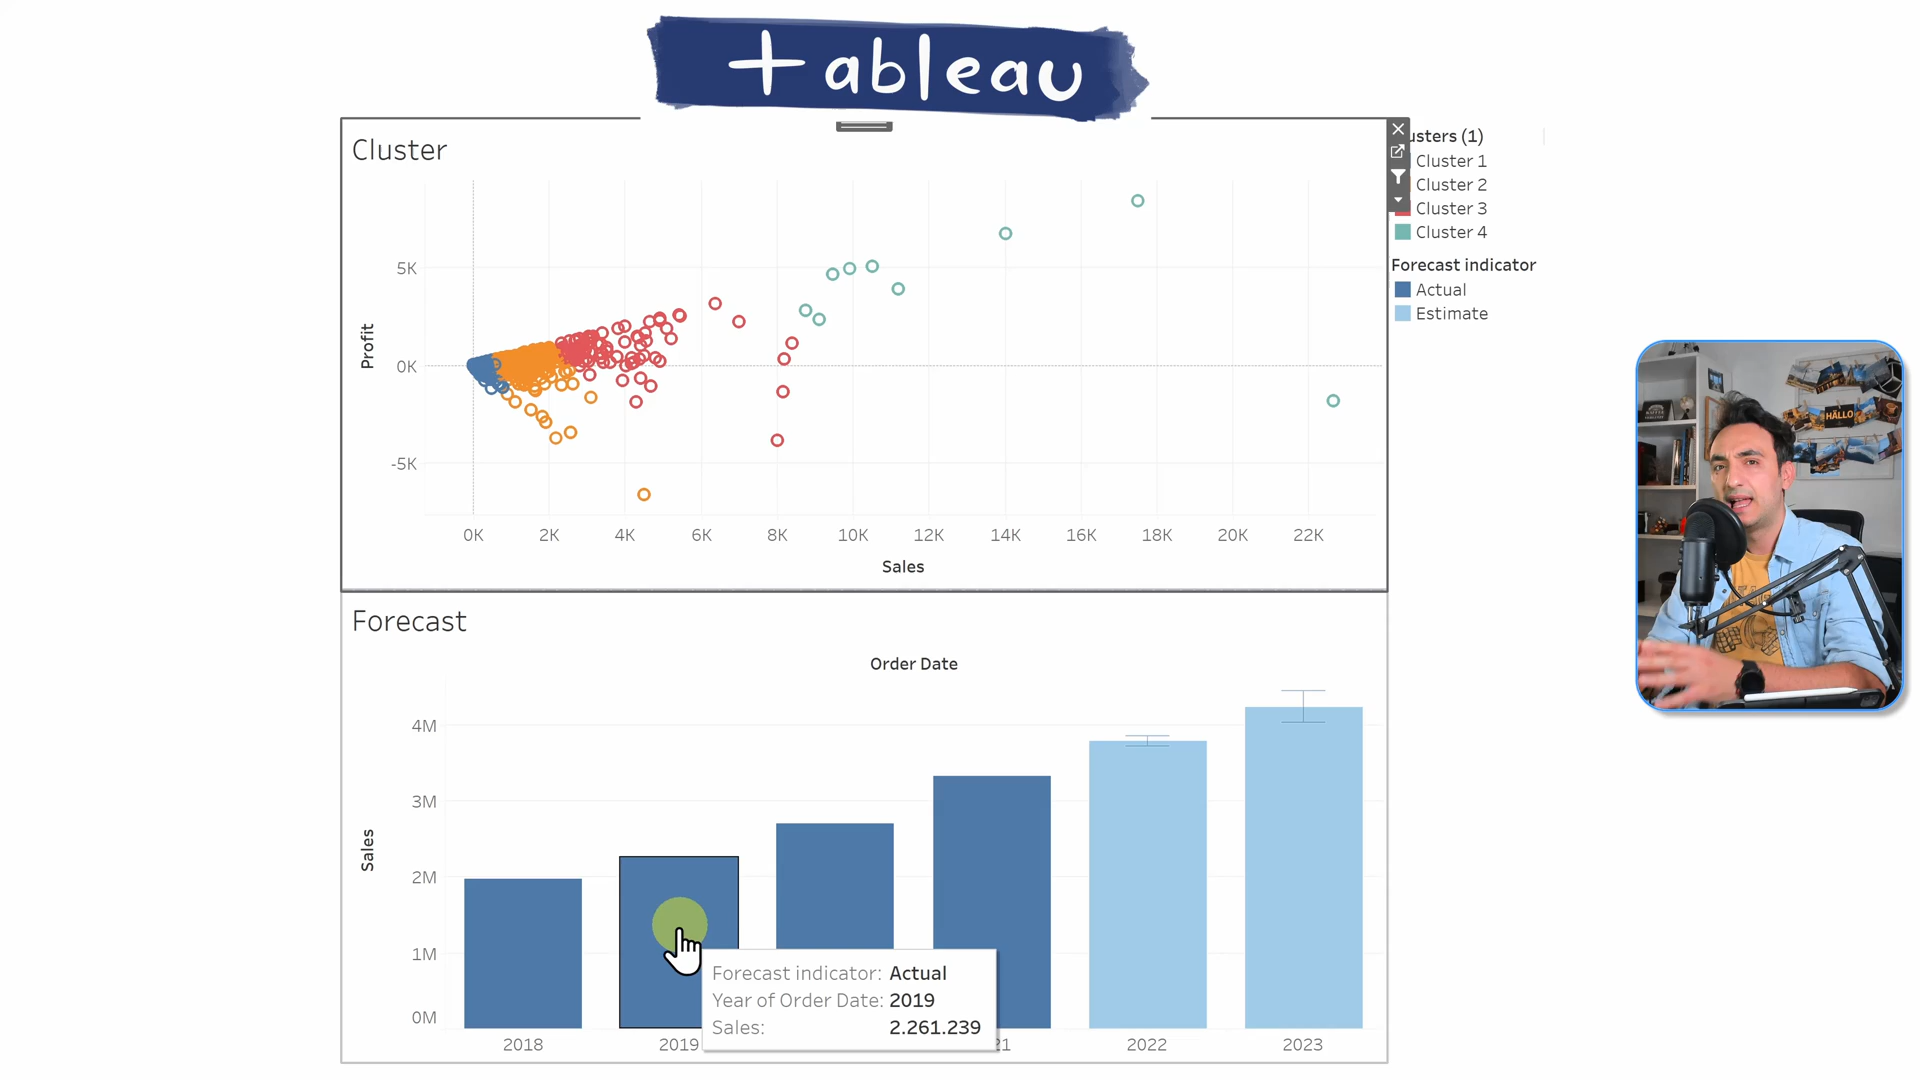 Tableau
Cluster
Profit
5K
0K
-5K
0K 2K 4K 6K 8K 10K 12K 14K 16K 18K 20K 22K
Sales
usters (1)
Cluster 1
Cluster 2
Cluster 3
Cluster 4
Forecast indicator
Actual
Estimate
HÄLLO
Forecast
Order Date
Sales
4M
3M
2M
1M
0M
Forecast indicator: Actual
Year of Order Date: 2019
Sales: 2.261.239
2018 2019 21 2022 2023